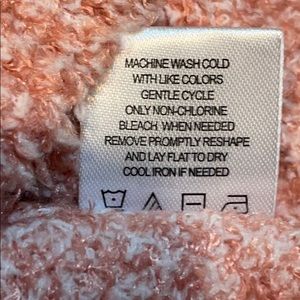 MACHINE WASH COLD
WITH LIKE COLORS
GENTLE CYCLE
ONLY NON-CHLORINE
BLEACH WHEN NEEDED
REMOVE PROMPTLY RESHAPE
AND LAY FLAT TO DRY
COOL IRON IF NEEDED